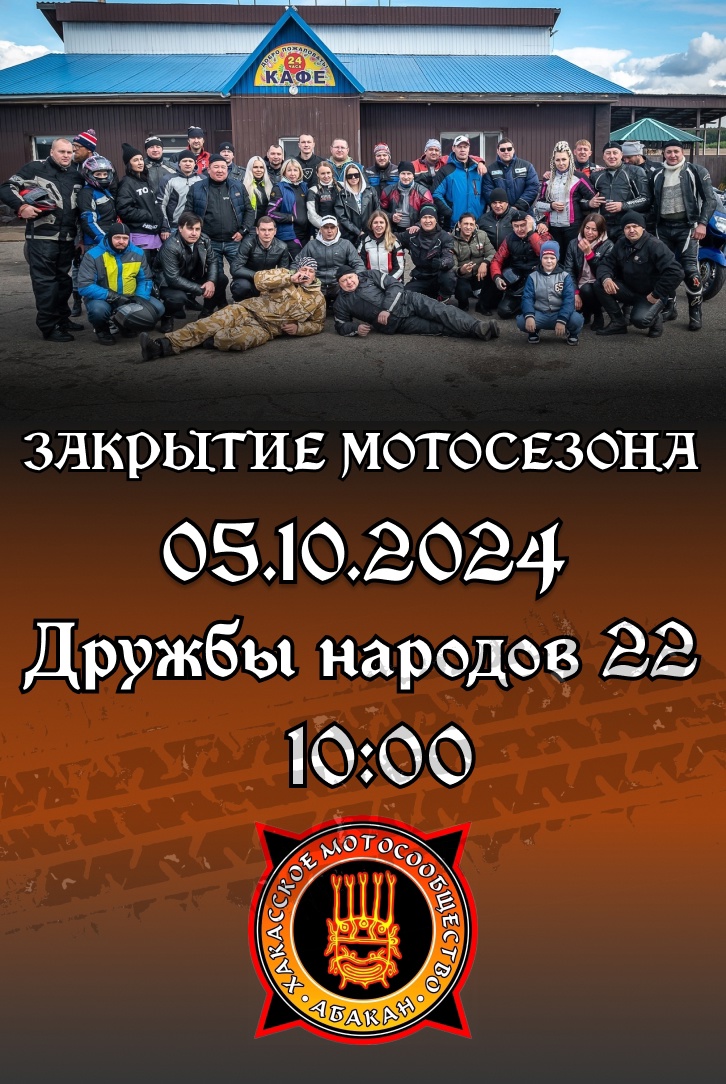 ДОБРО ПОЖАЛОВАТЬ!
24
ЧАСА
КАФЕ
ЗАКРЫТИЕ МОТОСЕЗОНА
05.10.2024
Дружбы народов 22
10:00
ХАКАССКОЕ МОТОСООБЩЕСТВО
• АБАКАН •